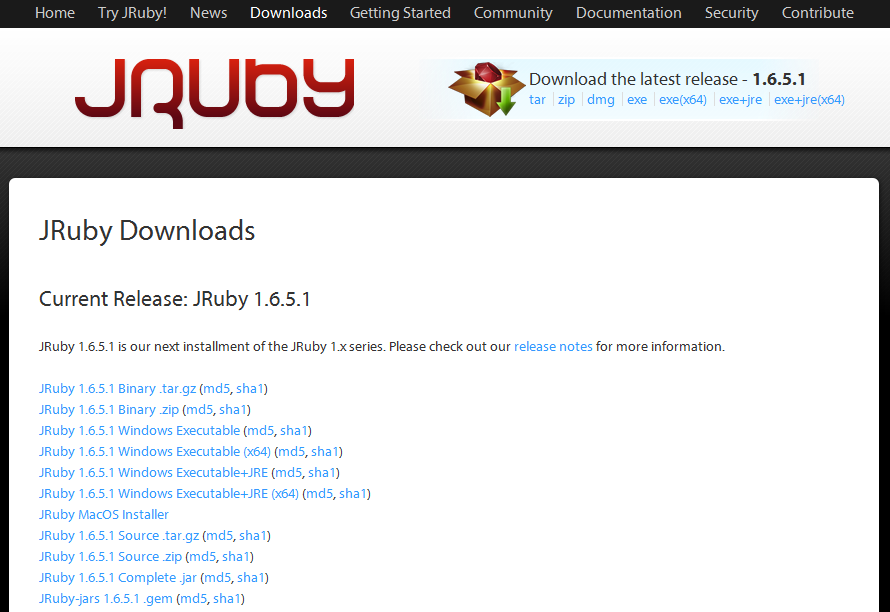 Home Try JRuby! News Downloads Getting Started Community Documentation Security Contribute
JRuby
Download the latest release - 1.6.5.1
tar zip dmg exe exe(x64) exe+jre exe+jre(x64)
JRuby Downloads
Current Release: JRuby 1.6.5.1
JRuby 1.6.5.1 is our next installment of the JRuby 1.x series. Please check out our release notes for more information.
JRuby 1.6.5.1 Binary .tar.gz (md5, sha1)
JRuby 1.6.5.1 Binary .zip (md5, sha1)
JRuby 1.6.5.1 Windows Executable (md5, sha1)
JRuby 1.6.5.1 Windows Executable (x64) (md5, sha1)
JRuby 1.6.5.1 Windows Executable+JRE (md5, sha1)
JRuby 1.6.5.1 Windows Executable+JRE (x64) (md5, sha1)
JRuby MacOS Installer
JRuby 1.6.5.1 Source .tar.gz (md5, sha1)
JRuby 1.6.5.1 Source .zip (md5, sha1)
JRuby 1.6.5.1 Complete .jar (md5, sha1)
JRuby-jars 1.6.5.1 .gem (md5, sha1)